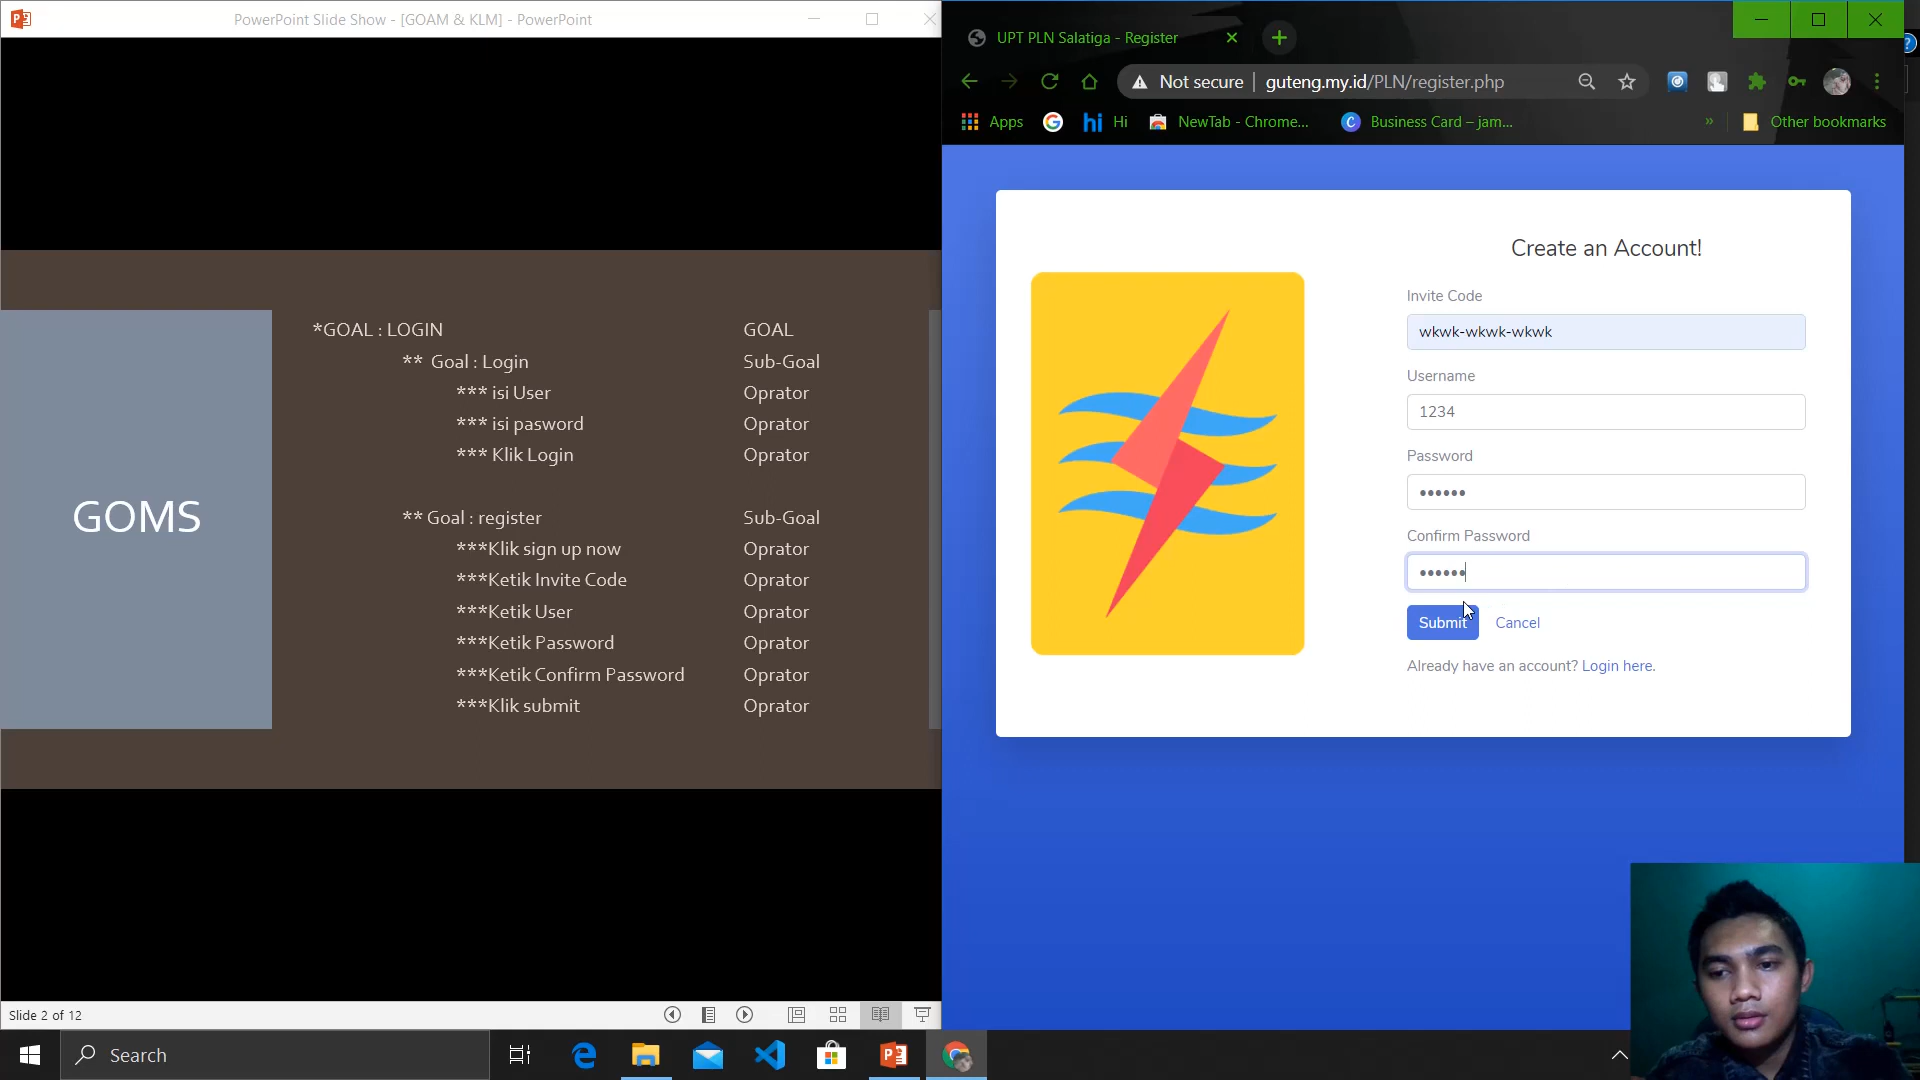 PowerPoint Slide Show - [GOAM & KLM] - PowerPoint
GOMS
*GOAL : LOGIN GOAL
** Goal : Login Sub-Goal
*** isi User Oprator
*** isi pasword Oprator
*** Klik Login Oprator
** Goal : register Sub-Goal
***Klik sign up now Oprator
***Ketik Invite Code Oprator
***Ketik User Oprator
***Ketik Password Oprator
***Ketik Confirm Password Oprator
***Klik submit Oprator
Slide 2 of 12
UPT PLN Salatiga - Register
Not secure | guteng.my.id/PLN/register.php
Apps hi Hi NewTab - Chrome... Business Card – jam... » Other bookmarks
Create an Account!
Invite Code
wkwk-wkwk-wkwk
Username
1234
Password
••••••
Confirm Password
••••••
Submit Cancel
Already have an account? Login here.
Search